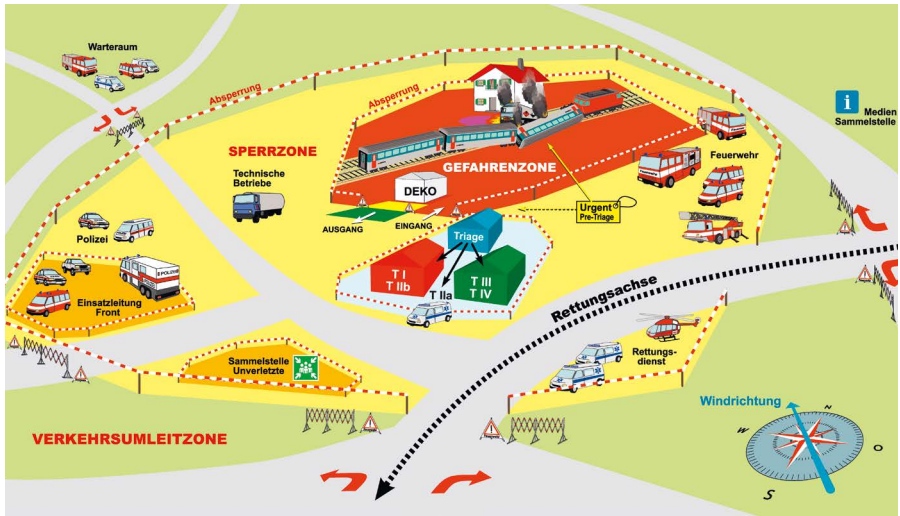 Warteraum
Absperrung
Absperrung
i
Medien
Sammelstelle
SPERRZONE
GEFAHRENZONE
Feuerwehr
FEUERWEHR
Technische
Betriebe
DEKO
Urgent
Pre-Triage
AUSGANG
EINGANG
Polizei
Triage
POLIZEI
T I
T IIb
T III
T IV
T IIa
Einsatzleitung
Front
Rettungsachse
Sammelstelle
Unverletzte
Rettungs-
dienst
Windrichtung
N
W
O
S
VERKEHRSUMLEITZONE